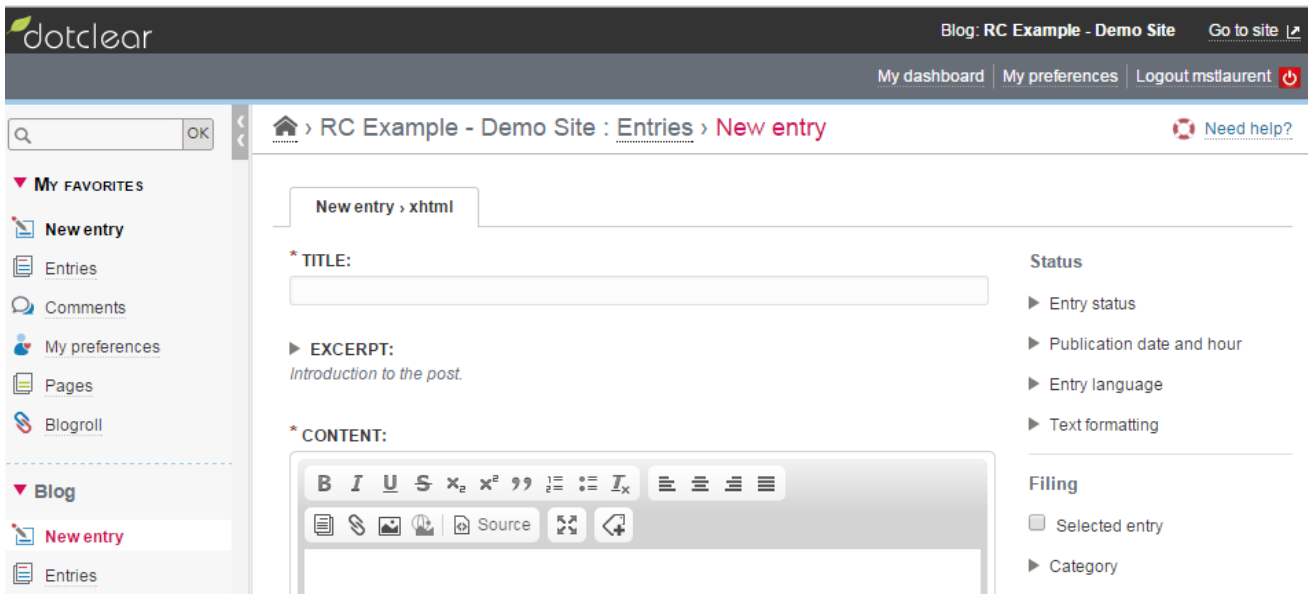 dotclear
Blog: RC Example - Demo Site Go to site
My dashboard My preferences Logout mstlaurent
OK
› RC Example - Demo Site : Entries › New entry
Need help?
MY FAVORITES
New entry
Entries
Comments
My preferences
Pages
Blogroll
Blog
New entry
Entries
New entry › xhtml
* TITLE:
EXCERPT:
Introduction to the post.
* CONTENT:
B I U S x₂ x² ” Tx
Source
Status
Entry status
Publication date and hour
Entry language
Text formatting
Filing
Selected entry
Category